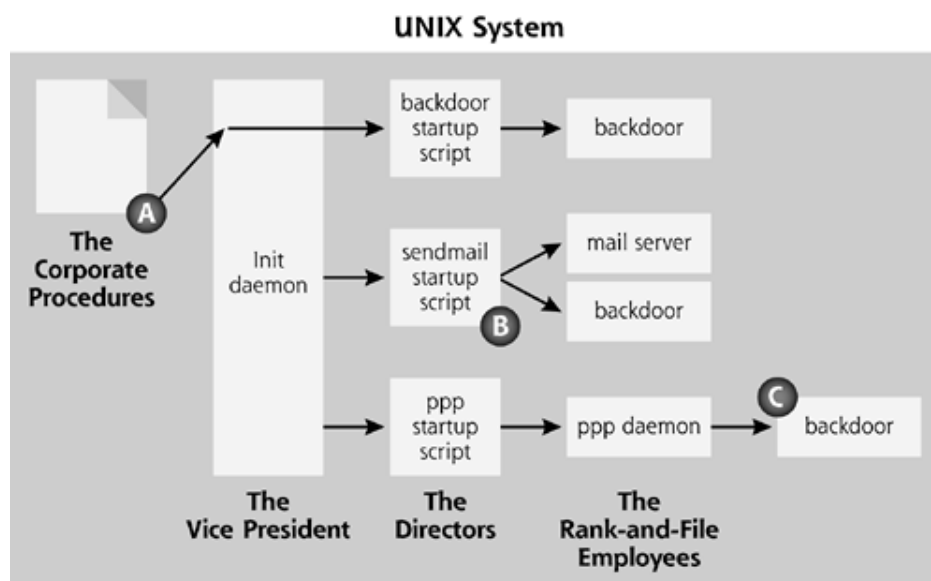 UNIX System
backdoor
startup
script
backdoor
A
The
Corporate
Procedures
Init
daemon
sendmail
startup
script
B
mail server
backdoor
ppp
startup
script
ppp daemon
C
backdoor
The
Vice President
The
Directors
The
Rank-and-File
Employees